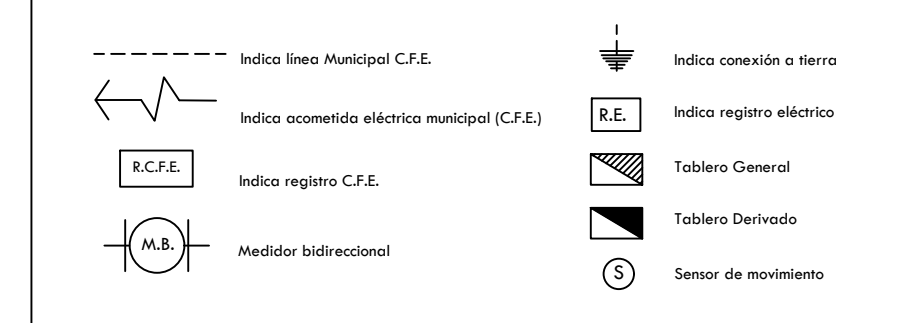 Indica línea Municipal C.F.E.
Indica acometida eléctrica municipal (C.F.E.)
R.C.F.E.
Indica registro C.F.E.
M.B.
Medidor bidireccional
Indica conexión a tierra
R.E.
Indica registro eléctrico
Tablero General
Tablero Derivado
S
Sensor de movimiento